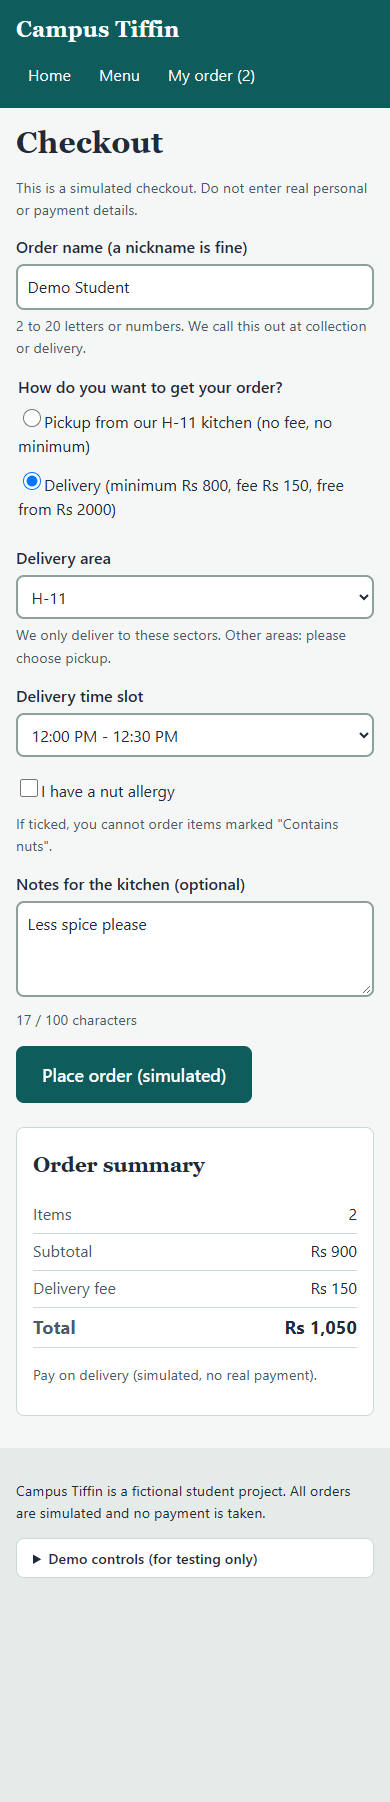 Campus Tiffin
Home Menu My order (2)
Checkout
This is a simulated checkout. Do not enter real personal
or payment details.
Order name (a nickname is fine)
Demo Student
2 to 20 letters or numbers. We call this out at collection
or delivery.
How do you want to get your order?
Pickup from our H-11 kitchen (no fee, no
minimum)
Delivery (minimum Rs 800, fee Rs 150, free
from Rs 2000)
Delivery area
H-11
We only deliver to these sectors. Other areas: please
choose pickup.
Delivery time slot
12:00 PM - 12:30 PM
I have a nut allergy
If ticked, you cannot order items marked "Contains
nuts".
Notes for the kitchen (optional)
Less spice please
17 / 100 characters
Place order (simulated)
Order summary
Items 2
Subtotal Rs 900
Delivery fee Rs 150
Total Rs 1,050
Pay on delivery (simulated, no real payment).
Campus Tiffin is a fictional student project. All orders
are simulated and no payment is taken.
Demo controls (for testing only)